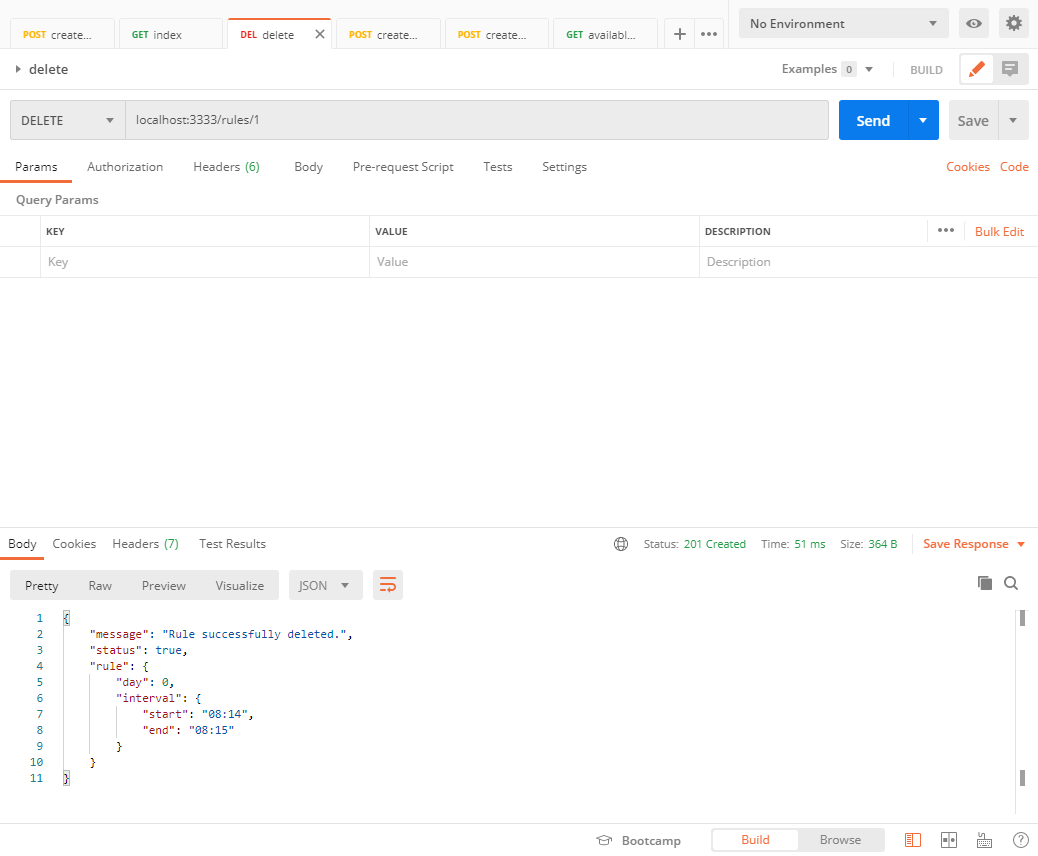 POST create... GET index DEL delete POST create... POST create... GET availabl... No Environment
delete Examples 0 BUILD
DELETE localhost:3333/rules/1 Send Save
Params Authorization Headers (6) Body Pre-request Script Tests Settings Cookies Code
Query Params
KEY VALUE DESCRIPTION Bulk Edit
Key Value Description
Body Cookies Headers (7) Test Results Status: 201 Created Time: 51 ms Size: 364 B Save Response
Pretty Raw Preview Visualize JSON
1 {
2 "message": "Rule successfully deleted.",
3 "status": true,
4 "rule": {
5 "day": 0,
6 "interval": {
7 "start": "08:14",
8 "end": "08:15"
9 }
10 }
11 }
Bootcamp Build Browse